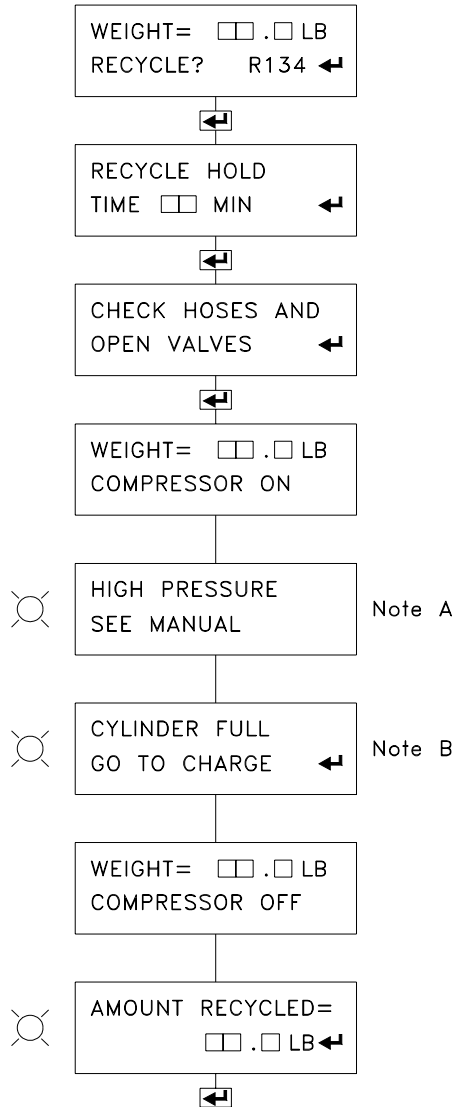 WEIGHT= □□.□ LB
RECYCLE? R134 ↵
↵
RECYCLE HOLD
TIME □□ MIN ↵
↵
CHECK HOSES AND
OPEN VALVES ↵
↵
WEIGHT= □□.□ LB
COMPRESSOR ON
HIGH PRESSURE
SEE MANUAL
Note A
CYLINDER FULL
GO TO CHARGE ↵
Note B
WEIGHT= □□.□ LB
COMPRESSOR OFF
AMOUNT RECYCLED=
□□.□ LB↵
↵